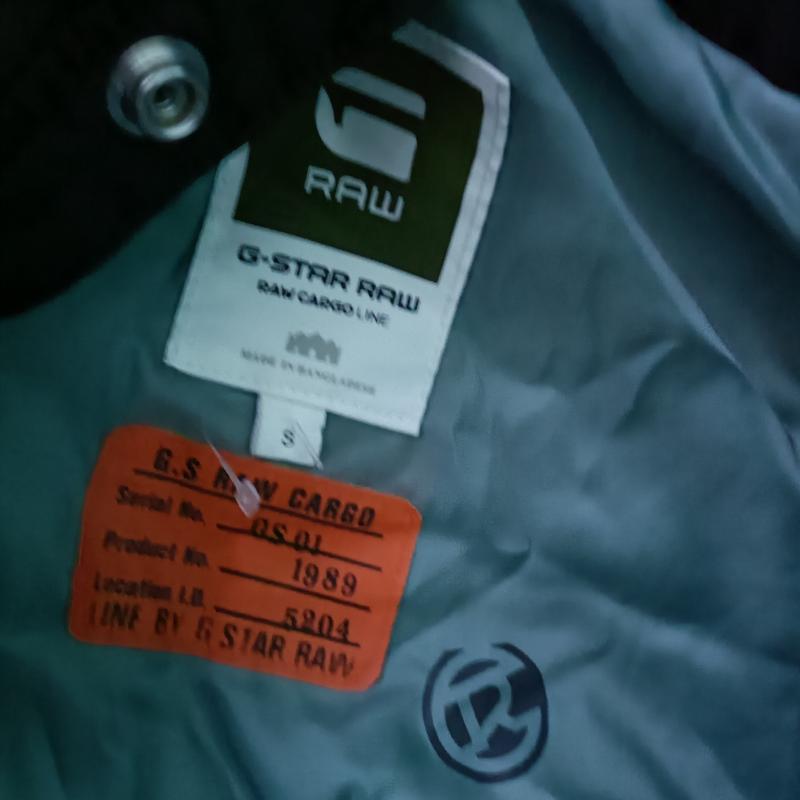 RAW
G-STAR RAW
RAW CARGO LINE
MADE IN BANGLADESH
S
G.S RAW CARGO
Serial No. OS 01
Product No. 1989
Location I.D. 5204
LINE BY G STAR RAW
R